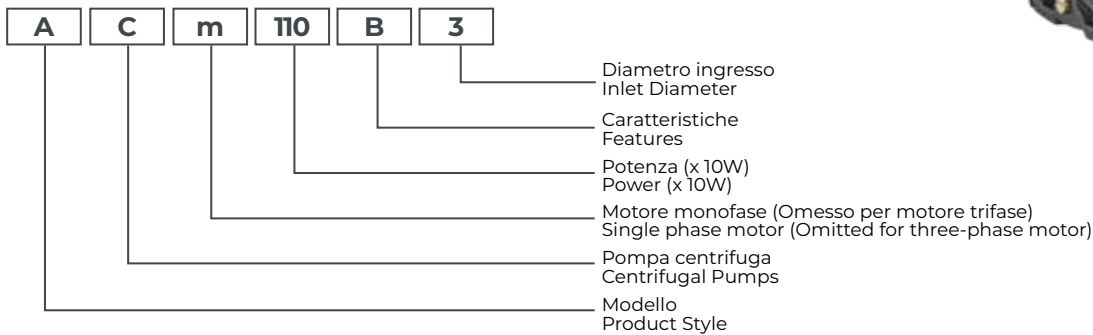 A C m 110 B 3
Diametro ingresso
Inlet Diameter
Caratteristiche
Features
Potenza (x 10W)
Power (x 10W)
Motore monofase (Omesso per motore trifase)
Single phase motor (Omitted for three-phase motor)
Pompa centrifuga
Centrifugal Pumps
Modello
Product Style